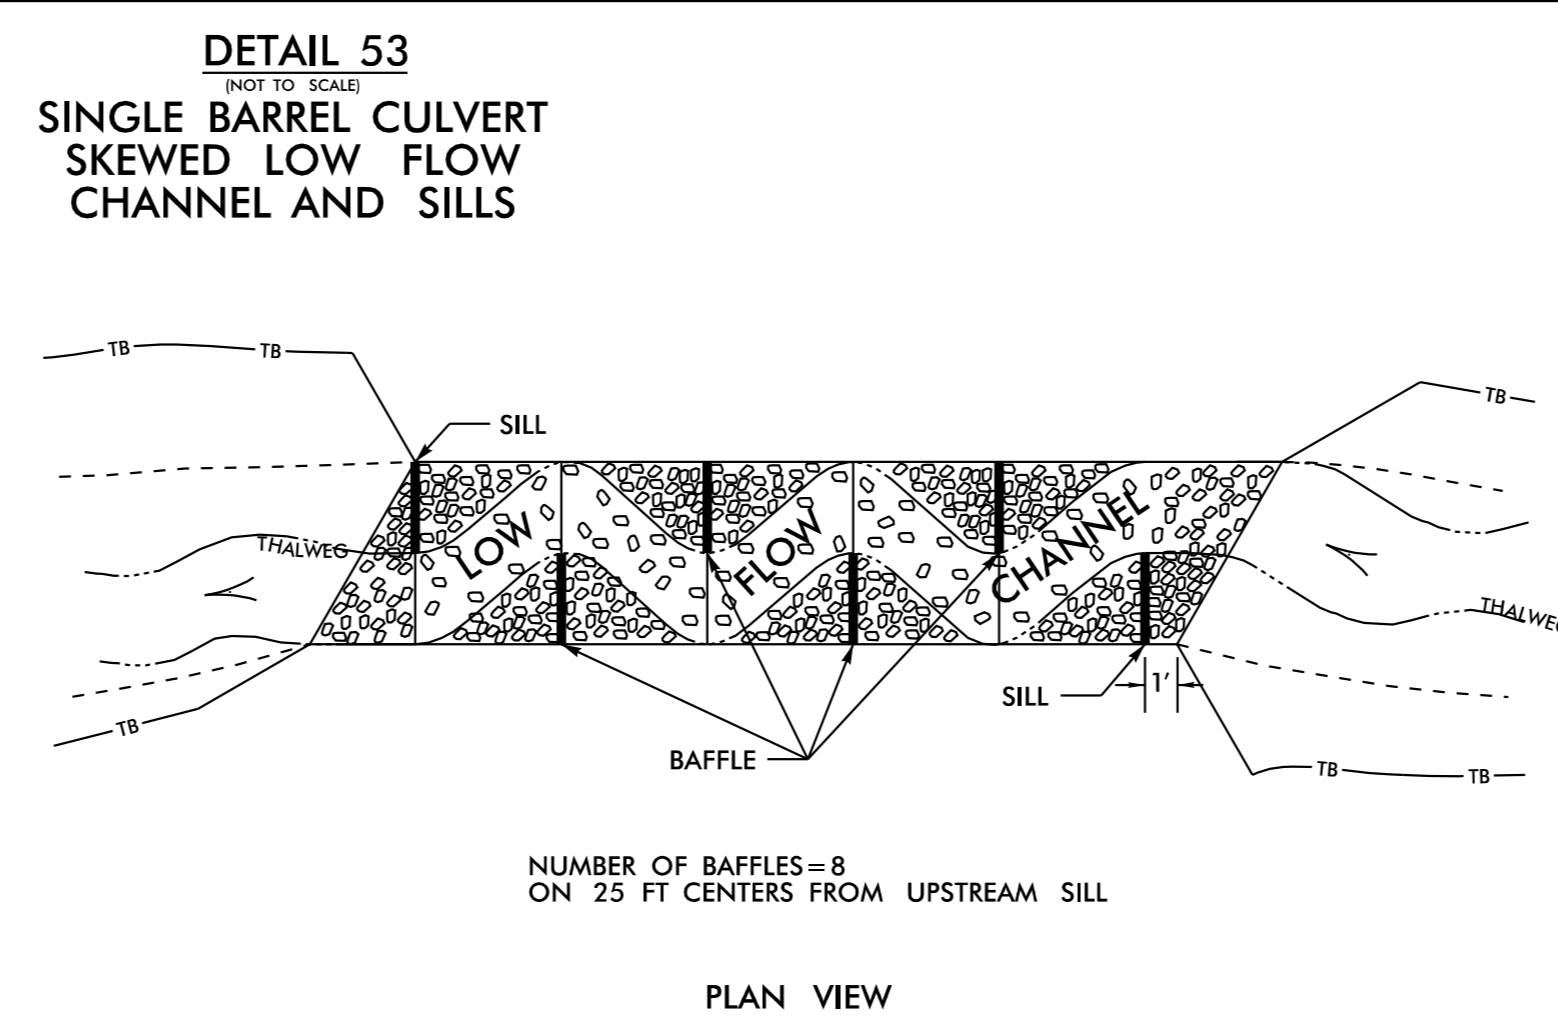 DETAIL 53
(NOT TO SCALE)
SINGLE BARREL CULVERT
SKEWED LOW FLOW
CHANNEL AND SILLS
TB
TB
TB
SILL
THALWEG
LOW
FLOW
CHANNEL
THALWEG
SILL
1'
TB
BAFFLE
TB
TB
NUMBER OF BAFFLES=8
ON 25 FT CENTERS FROM UPSTREAM SILL
PLAN VIEW